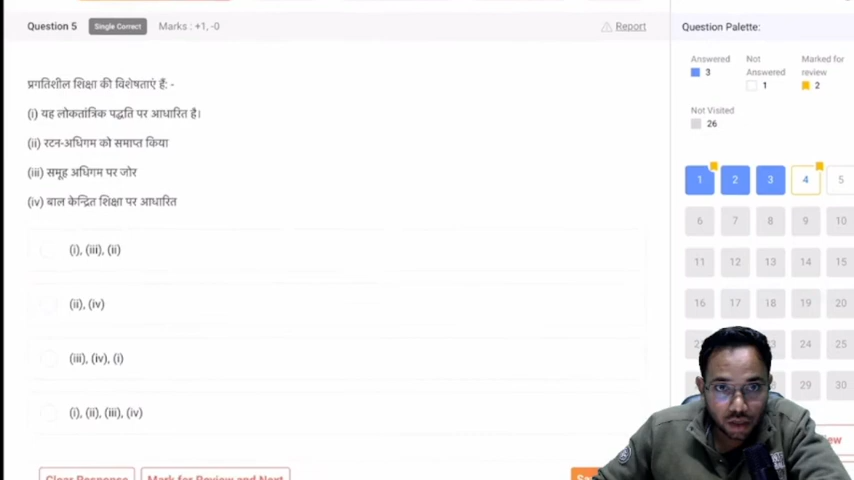 Question 5 Single Correct Marks : +1, -0 Report
प्रगतिशील शिक्षा की विशेषताएं हैं: -
(i) यह लोकतांत्रिक पद्धति पर आधारित है।
(ii) रटन-अधिगम को समाप्त किया
(iii) समूह अधिगम पर जोर
(iv) बाल केन्द्रित शिक्षा पर आधारित
(i), (iii), (ii)
(ii), (iv)
(iii), (iv), (i)
(i), (ii), (iii), (iv)
Clear Response Mark for Review and Next
Question Palette:
Answered Not Answered Marked for review
3 1 2
Not Visited
26
1 2 3 4 5
6 7 8 9 10
11 12 13 14 15
16 17 18 19 20
24 25
29 30